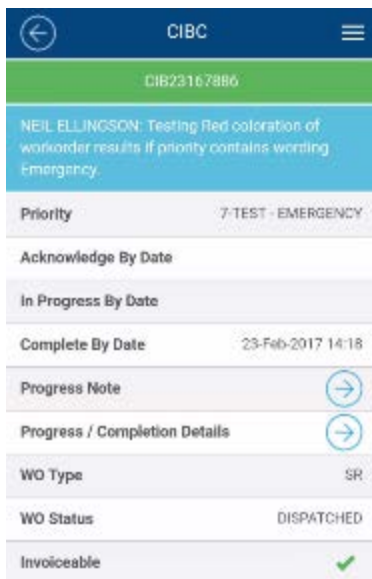 CIBC
CIB23167886
NEIL ELLINGSON: Testing Red coloration of
workorder results if priority contains wording
Emergency.
Priority 7-TEST - EMERGENCY
Acknowledge By Date
In Progress By Date
Complete By Date 23-Feb-2017 14:18
Progress Note
Progress / Completion Details
WO Type SR
WO Status DISPATCHED
Invoiceable